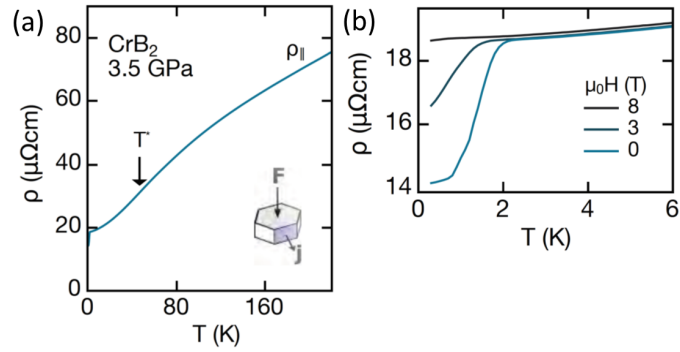 (a)
80
60
40
20
0
ρ (μΩcm)
CrB₂
3.5 GPa
ρ∥
T*
F
j
0 80 160
T (K)
(b)
18
16
14
ρ (μΩcm)
μ₀H (T)
8
3
0
0 2 4 6
T (K)